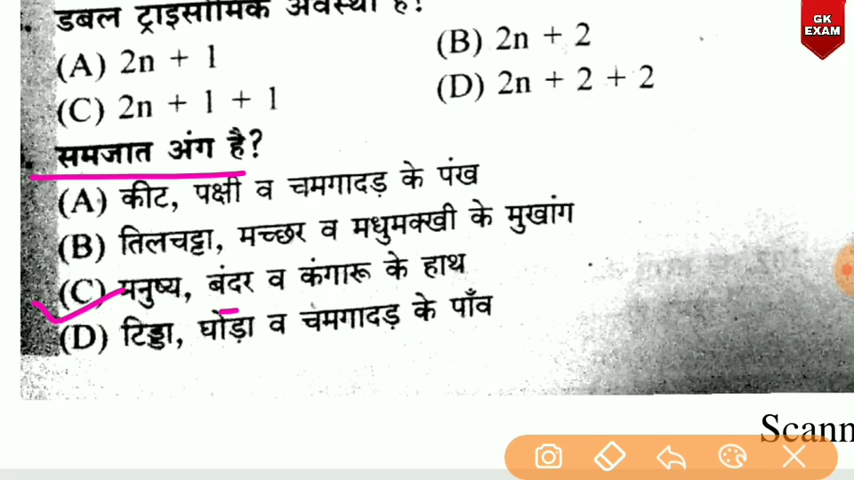 डबल ट्राइसोमिक अवस्था है?
(A) 2n + 1
(B) 2n + 2
(C) 2n + 1 + 1
(D) 2n + 2 + 2
समजात अंग है?
(A) कीट, पक्षी व चमगादड़ के पंख
(B) तिलचट्टा, मच्छर व मधुमक्खी के मुखांग
(C) मनुष्य, बंदर व कंगारू के हाथ
(D) टिड्डा, घोड़ा व चमगादड़ के पाँव
GK
EXAM
Scann